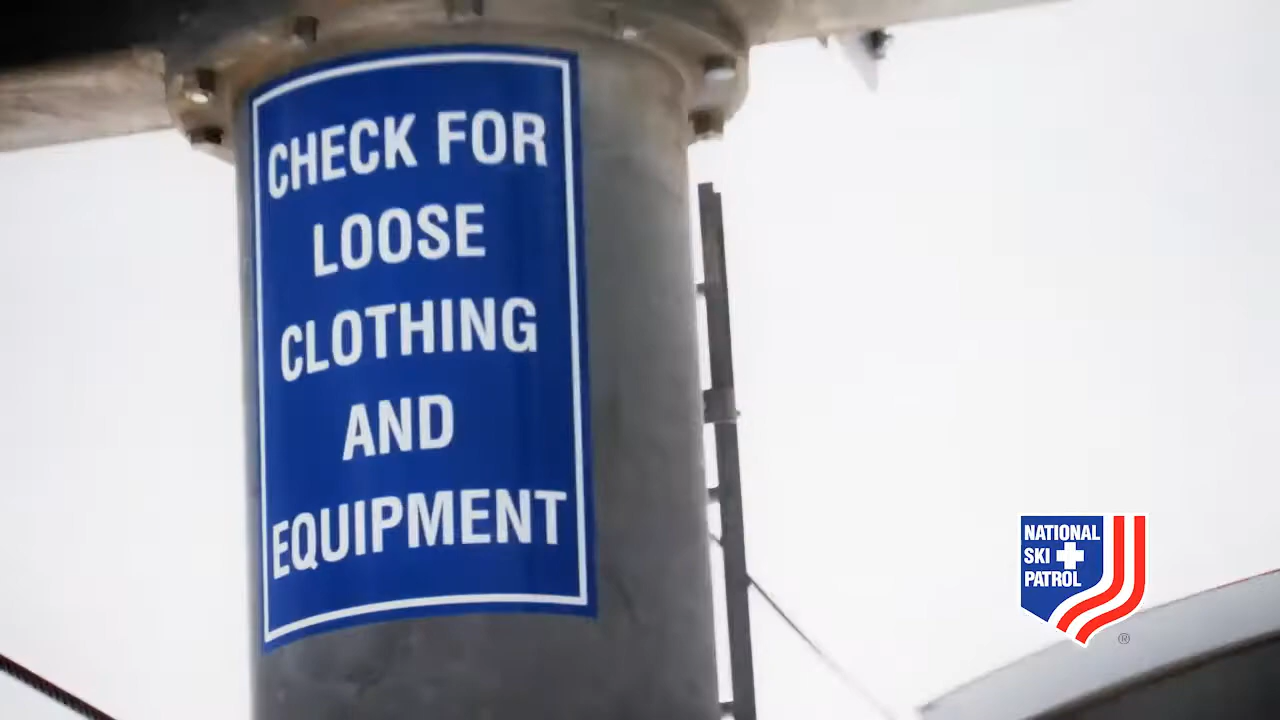 CHECK FOR
LOOSE
CLOTHING
AND
EQUIPMENT
NATIONAL
SKI
PATROL
®